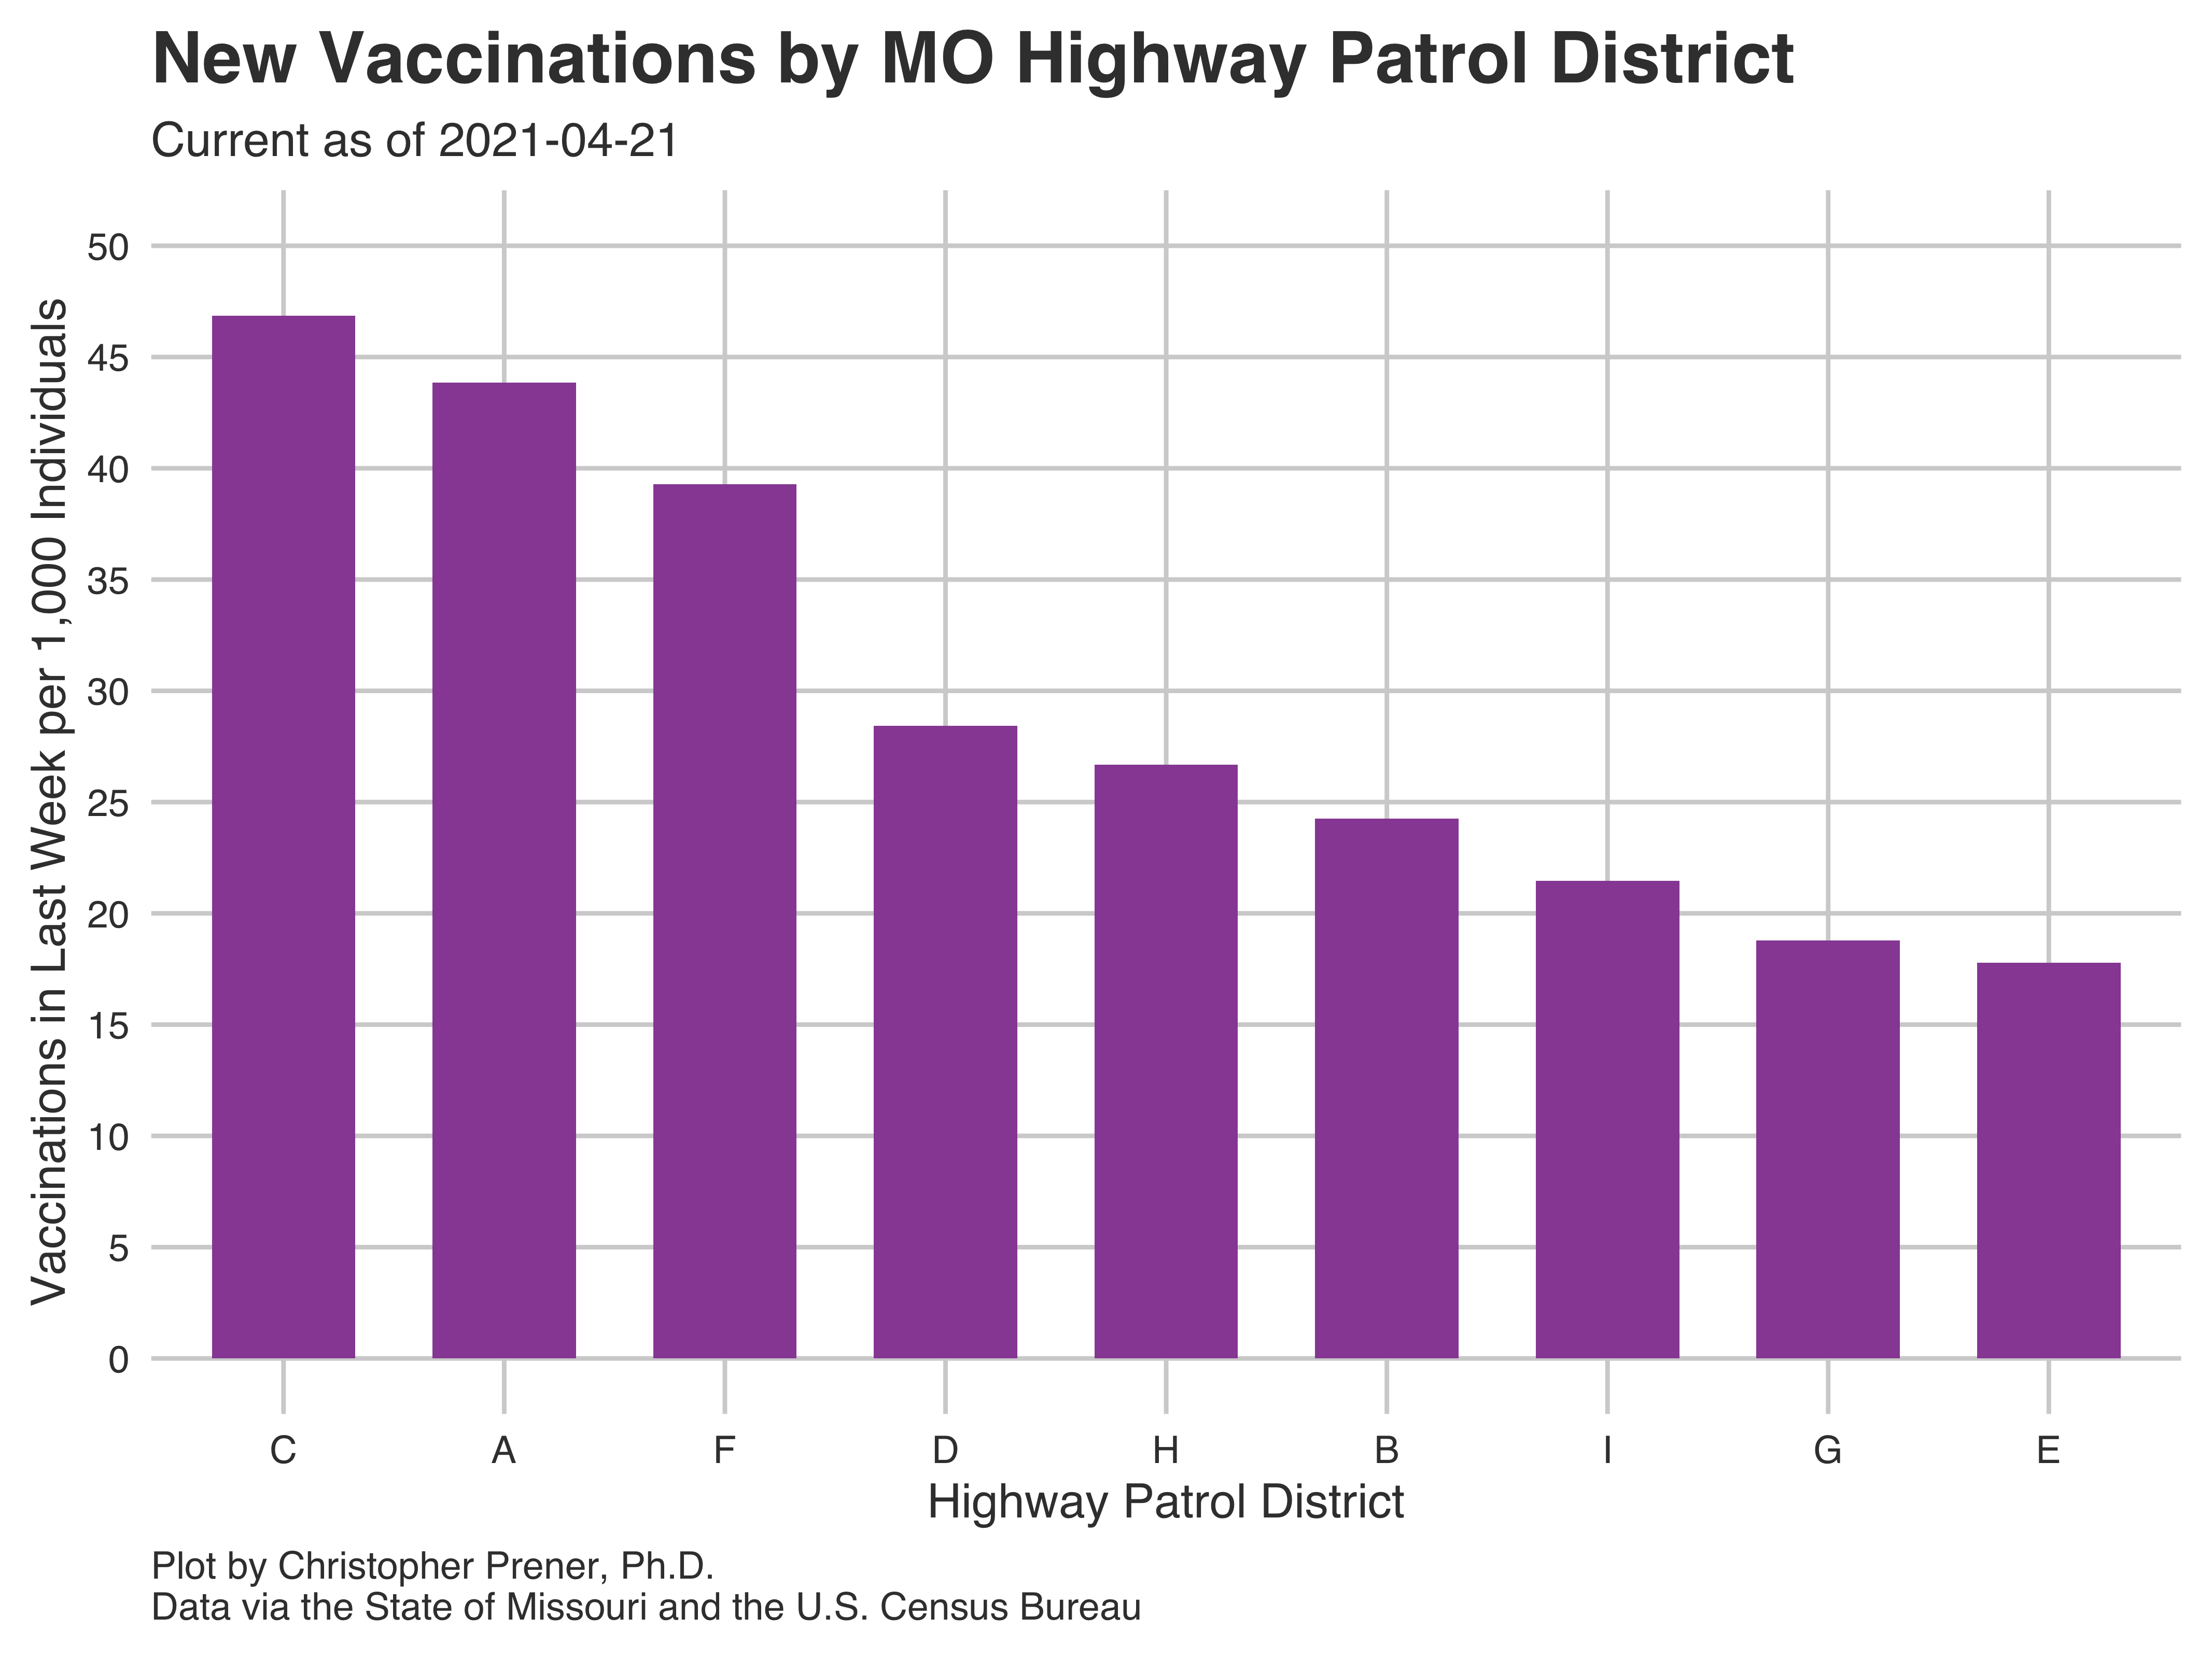 New Vaccinations by MO Highway Patrol District
Current as of 2021-04-21
Vaccinations in Last Week per 1,000 Individuals
50
45
40
35
30
25
20
15
10
5
0
C A F D H B I G E
Highway Patrol District
Plot by Christopher Prener, Ph.D.
Data via the State of Missouri and the U.S. Census Bureau